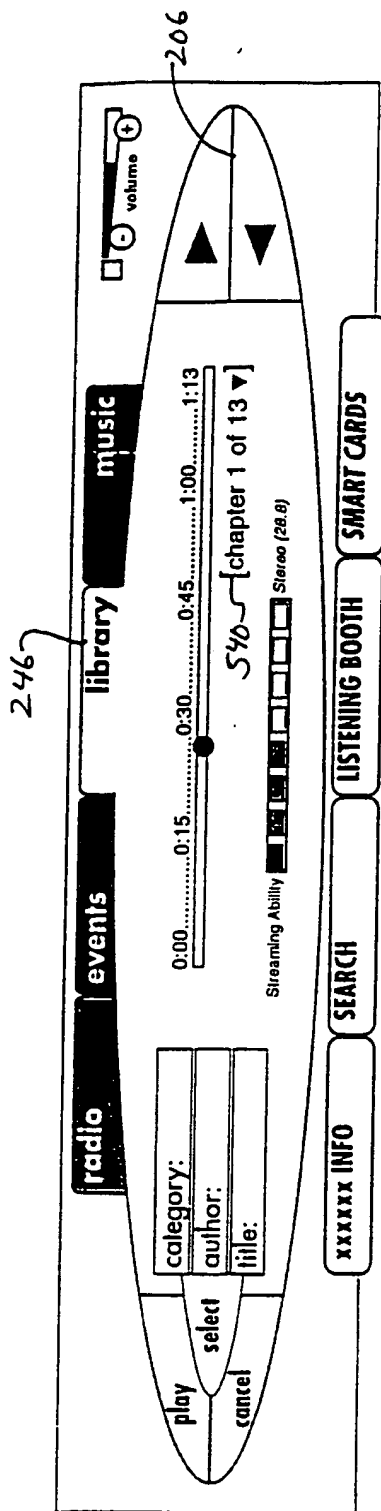 246
206
radio
events
library
music
- + volume
play
select
cancel
category:
author:
title:
0:00...........0:15...........0:30...........0:45...........1:00...........1:13
540 [chapter 1 of 13 ▼]
Streaming Ability Stereo (28.8)
xxxxxx INFO
SEARCH
LISTENING BOOTH
SMART CARDS